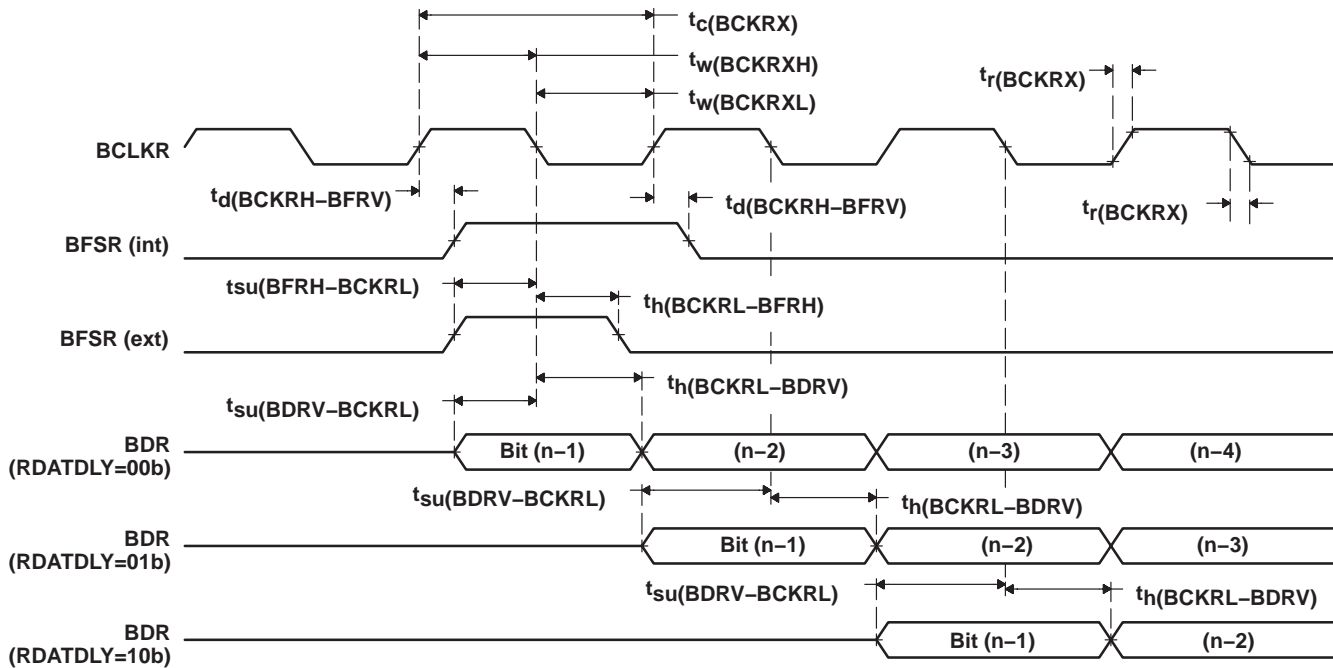 tc(BCKRX)
tw(BCKRXH)
tr(BCKRX)
tw(BCKRXL)
BCLKR
td(BCKRH–BFRV)
td(BCKRH–BFRV)
tr(BCKRX)
BFSR (int)
tsu(BFRH–BCKRL)
th(BCKRL–BFRH)
BFSR (ext)
th(BCKRL–BDRV)
tsu(BDRV–BCKRL)
BDR
(RDATDLY=00b)
Bit (n–1)
(n–2)
(n–3)
(n–4)
tsu(BDRV–BCKRL)
th(BCKRL–BDRV)
BDR
(RDATDLY=01b)
Bit (n–1)
(n–2)
(n–3)
tsu(BDRV–BCKRL)
th(BCKRL–BDRV)
BDR
(RDATDLY=10b)
Bit (n–1)
(n–2)